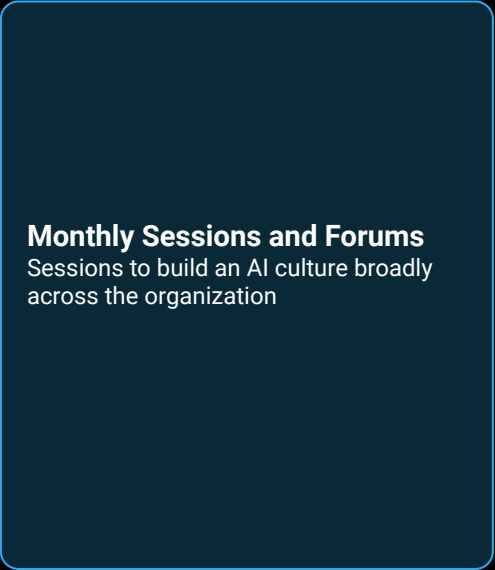 Monthly Sessions and Forums
Sessions to build an AI culture broadly
across the organization